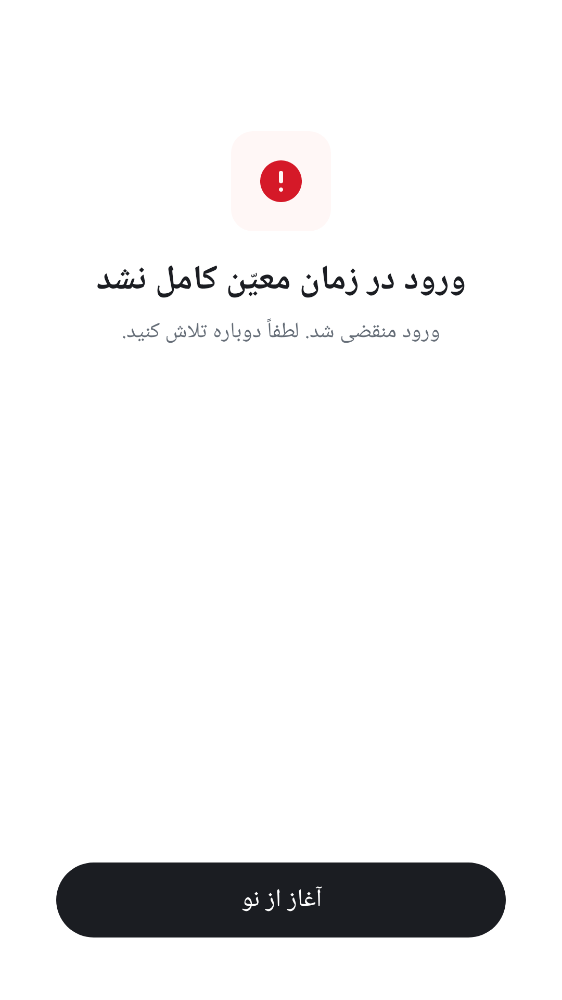 ورود در زمان معیّن کامل نشد
ورود منقضی شد. لطفاً دوباره تلاش کنید.
آغاز از نو